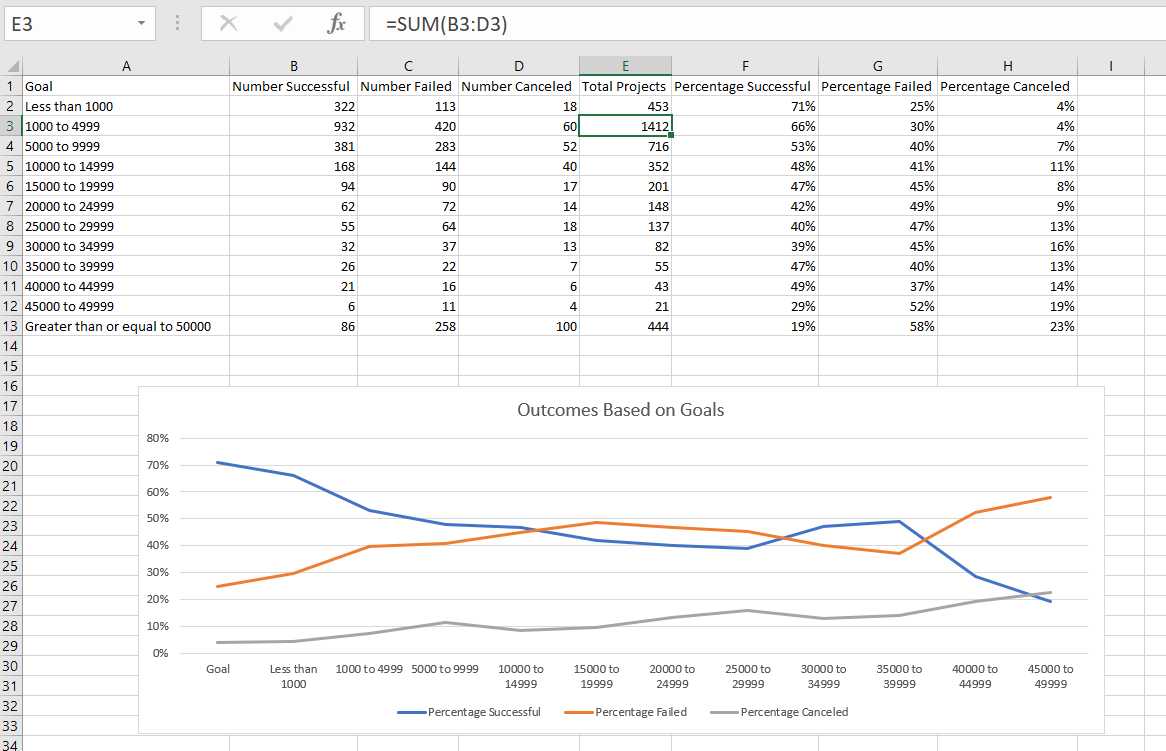 E3 fx =SUM(B3:D3)
A B C D E F G H I
1 Goal Number Successful Number Failed Number Canceled Total Projects Percentage Successful Percentage Failed Percentage Canceled
2 Less than 1000 322 113 18 453 71% 25% 4%
3 1000 to 4999 932 420 60 1412 66% 30% 4%
4 5000 to 9999 381 283 52 716 53% 40% 7%
5 10000 to 14999 168 144 40 352 48% 41% 11%
6 15000 to 19999 94 90 17 201 47% 45% 8%
7 20000 to 24999 62 72 14 148 42% 49% 9%
8 25000 to 29999 55 64 18 137 40% 47% 13%
9 30000 to 34999 32 37 13 82 39% 45% 16%
10 35000 to 39999 26 22 7 55 47% 40% 13%
11 40000 to 44999 21 16 6 43 49% 37% 14%
12 45000 to 49999 6 11 4 21 29% 52% 19%
13 Greater than or equal to 50000 86 258 100 444 19% 58% 23%
14
15
16
17
18
19
20
21
22
23
24
25
26
27
28
29
30
31
32
33
34
Outcomes Based on Goals
80%
70%
60%
50%
40%
30%
20%
10%
0%
Goal Less than 1000 to 4999 5000 to 9999 10000 to 15000 to 20000 to 25000 to 30000 to 35000 to 40000 to 45000 to
1000 14999 19999 24999 29999 34999 39999 44999 49999
Percentage Successful Percentage Failed Percentage Canceled